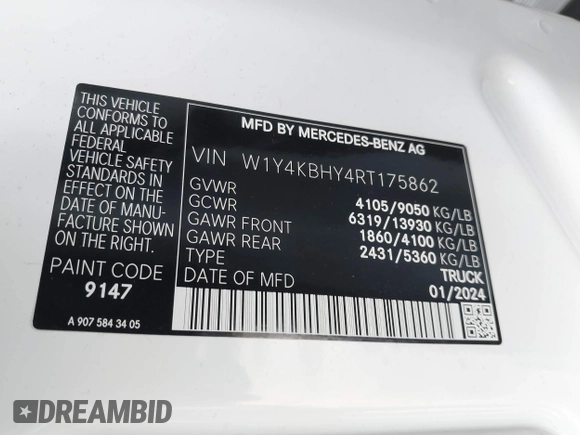 THIS VEHICLE
CONFORMS TO
ALL APPLICABLE
FEDERAL
VEHICLE SAFETY
STANDARDS IN
EFFECT ON THE
DATE OF MANU-
FACTURE SHOWN
PAINT CODE
9147
A 907 584 34 05
MFD BY MERCEDES-BENZ AG
VIN W1Y4KBHY4RT175862
GVWR 4105/9050 KG/LB
GCWR 6319/13930 KG/LB
GAWR FRONT 1860/4100 KG/LB
GAWR REAR 2431/5360 KG/LB
TYPE TRUCK
DATE OF MFD 01/2024
DREAMBID